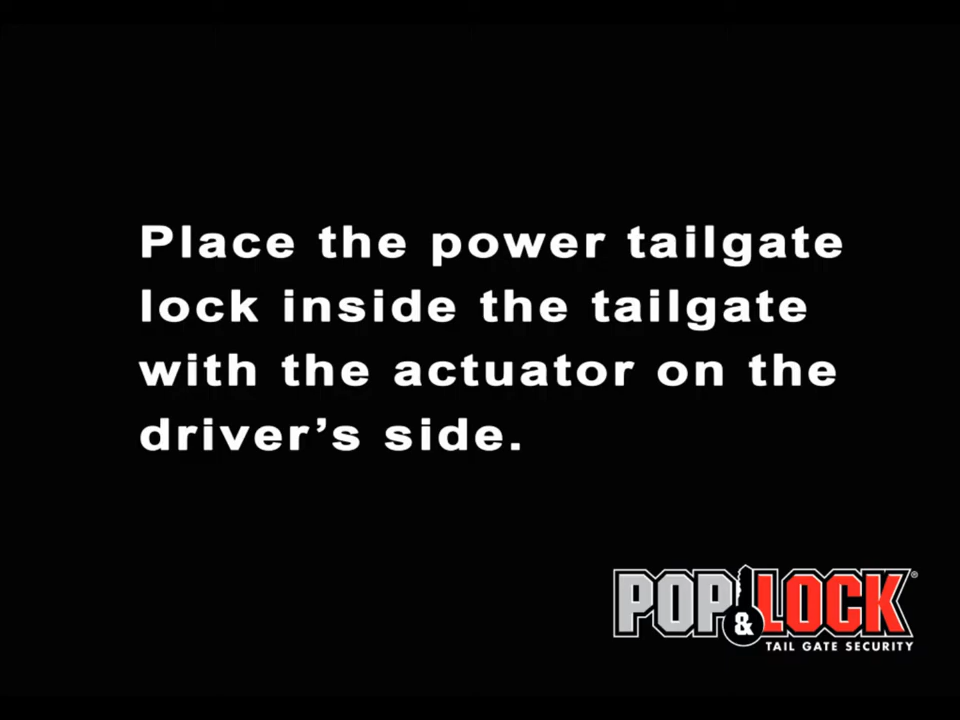 Place the power tailgate
lock inside the tailgate
with the actuator on the
driver’s side.
POP&LOCK®
TAIL GATE SECURITY